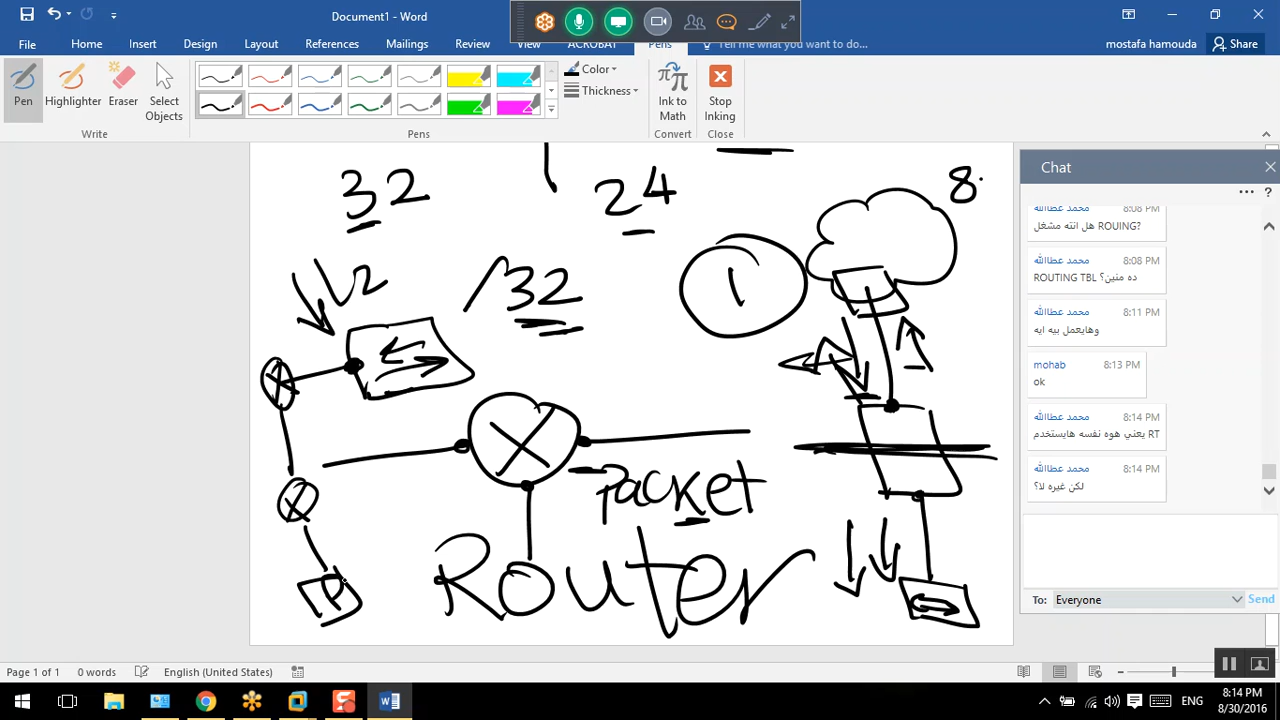 Document1 - Word
File
Home
Insert
Design
Layout
References
Mailings
Review
View
ACROBAT
Pens
Tell me what you want to do...
mostafa hamouda
Share
Pen
Highlighter
Eraser
Select Objects
Color
Thickness
Ink to Math
Stop Inking
Write
Pens
Convert
Close
32
24
8.
/32
1
Packet
Router
Chat
محمد عطاالله 8:08 PM
هل انته مشغل ROUING?
محمد عطاالله 8:08 PM
ROUTING TBL ده منين؟
محمد عطاالله 8:11 PM
وهايعمل بيه ايه
mohab 8:13 PM
ok
محمد عطاالله 8:14 PM
يعني هوه نفسه هايستخدم RT
محمد عطاالله 8:14 PM
لكن غيره لا؟
To: Everyone
Send
Page 1 of 1
0 words
English (United States)
ENG
8:14 PM
8/30/2016